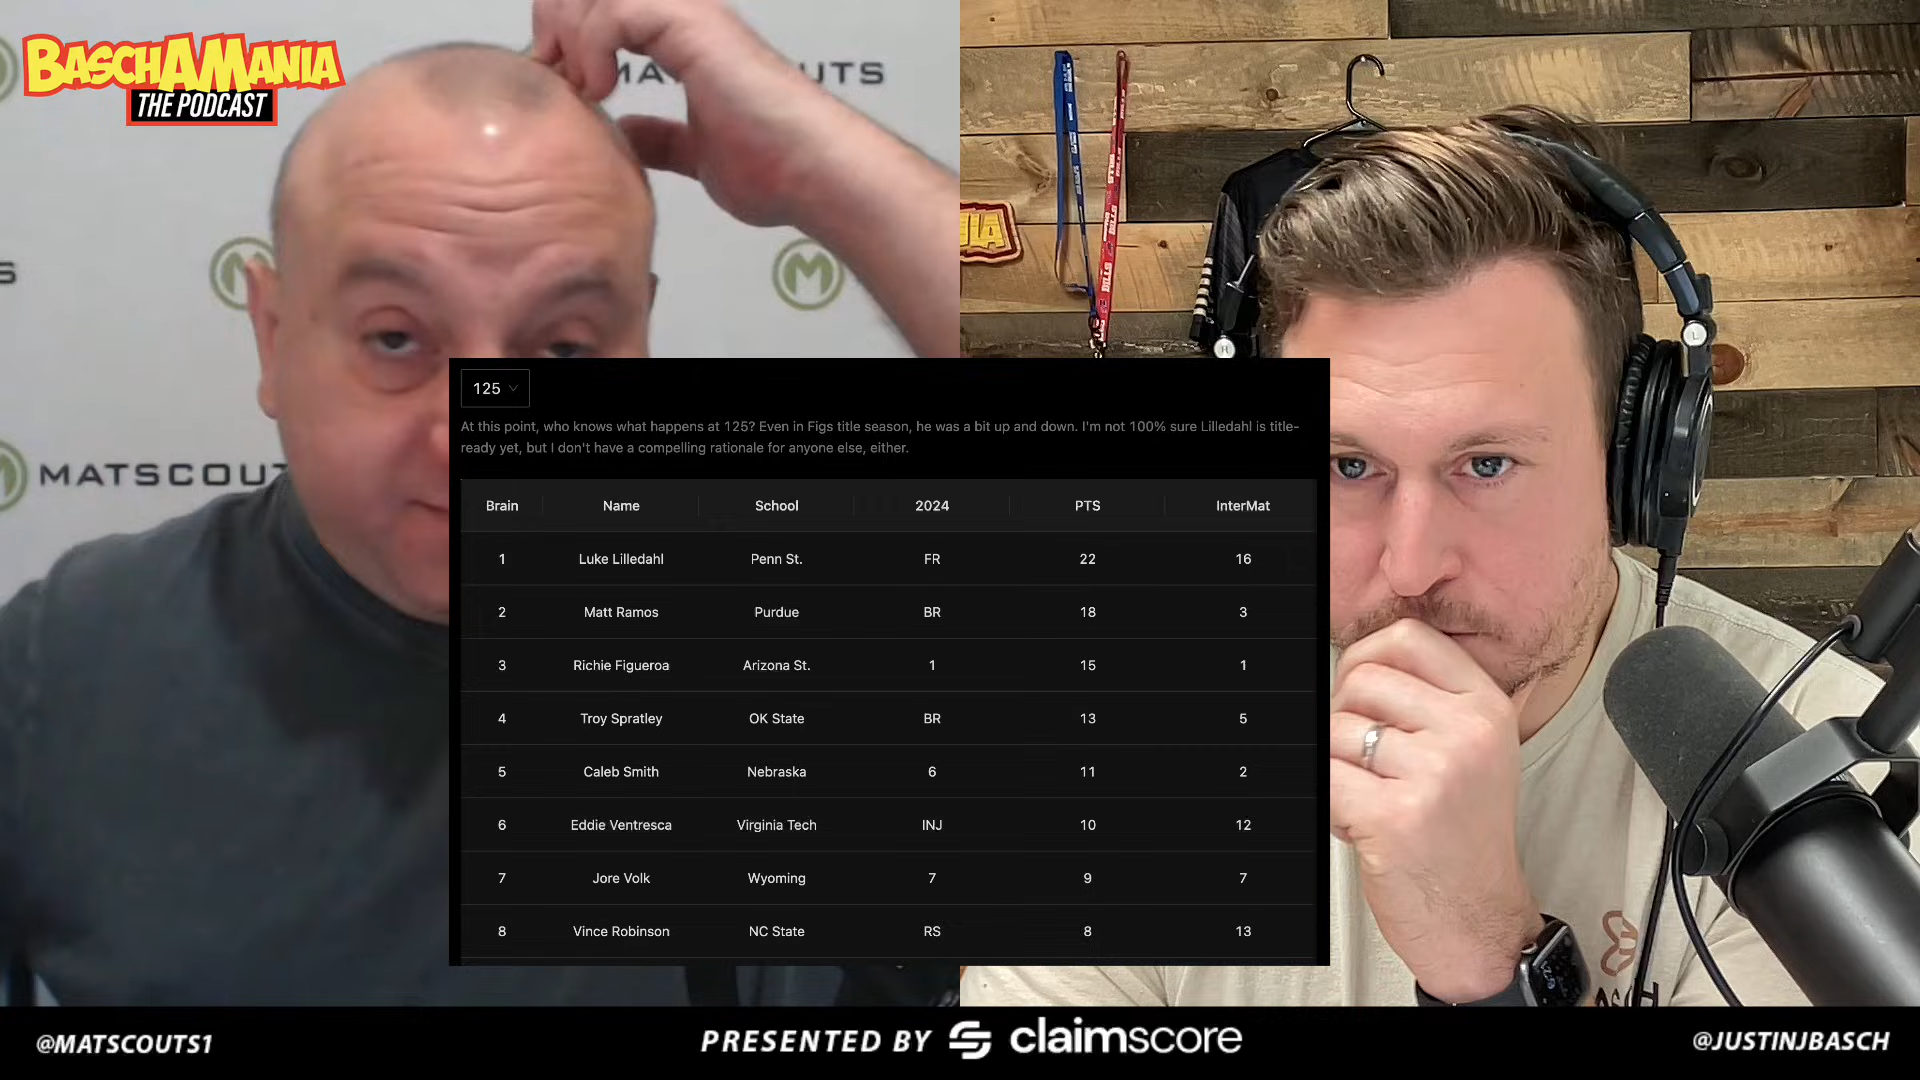 BASCHAMANIA
THE PODCAST
MATSCOUTS
125
At this point, who knows what happens at 125? Even in Figs title season, he was a bit up and down. I'm not 100% sure Lilledahl is title-
ready yet, but I don't have a compelling rationale for anyone else, either.
Brain Name School 2024 PTS InterMat
1 Luke Lilledahl Penn St. FR 22 16
2 Matt Ramos Purdue BR 18 3
3 Richie Figueroa Arizona St. 1 15 1
4 Troy Spratley OK State BR 13 5
5 Caleb Smith Nebraska 6 11 2
6 Eddie Ventresca Virginia Tech INJ 10 12
7 Jore Volk Wyoming 7 9 7
8 Vince Robinson NC State RS 8 13
@MATSCOUTS1
PRESENTED BY claimscore
@JUSTINJBASCH